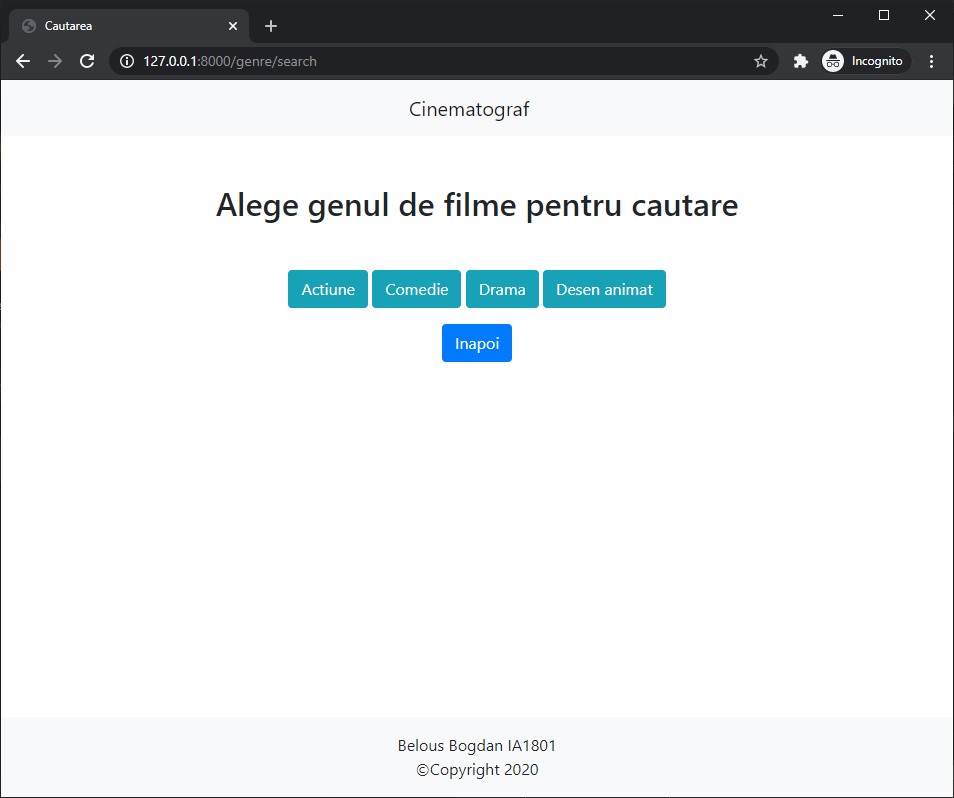 Cautarea
127.0.0.1:8000/genre/search
Incognito
Cinematograf
Alege genul de filme pentru cautare
Actiune Comedie Drama Desen animat
Inapoi
Belous Bogdan IA1801
©Copyright 2020